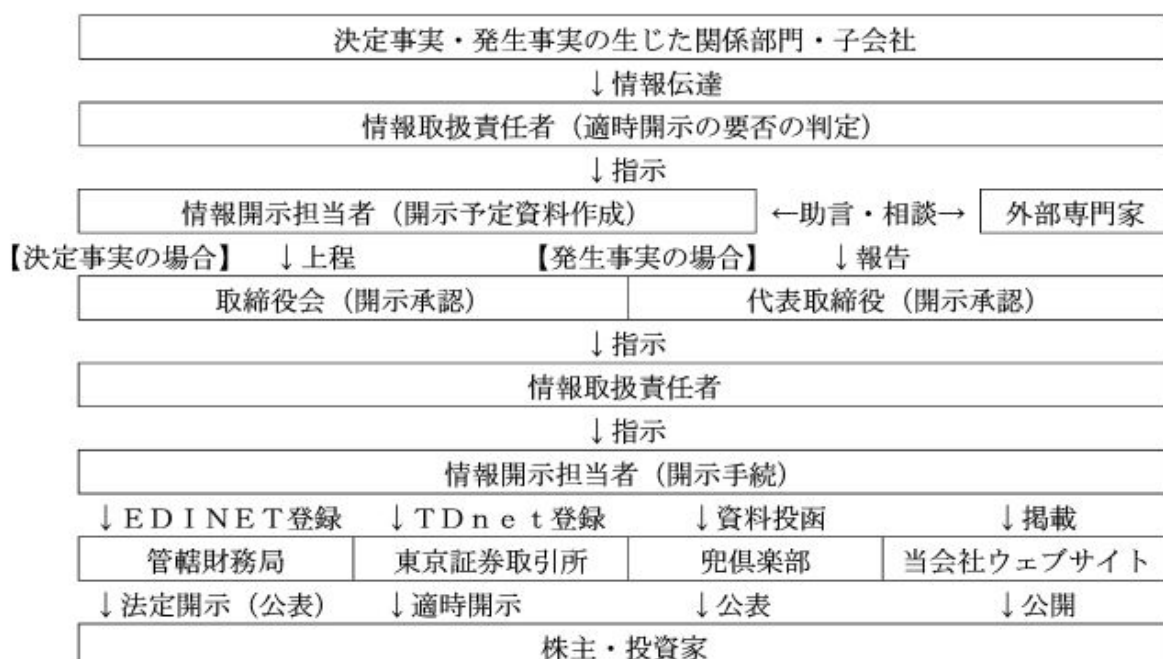 決定事実・発生事実の生じた関係部門・子会社
↓情報伝達
情報取扱責任者（適時開示の要否の判定）
↓指示
情報開示担当者（開示予定資料作成） ←助言・相談→ 外部専門家
【決定事実の場合】 ↓上程 【発生事実の場合】 ↓報告
取締役会（開示承認） 代表取締役（開示承認）
↓指示
情報取扱責任者
↓指示
情報開示担当者（開示手続）
↓ＥＤＩＮＥＴ登録 ↓ＴＤｎｅｔ登録 ↓資料投函 ↓掲載
管轄財務局 東京証券取引所 兜倶楽部 当会社ウェブサイト
↓法定開示（公表） ↓適時開示 ↓公表 ↓公開
株主・投資家